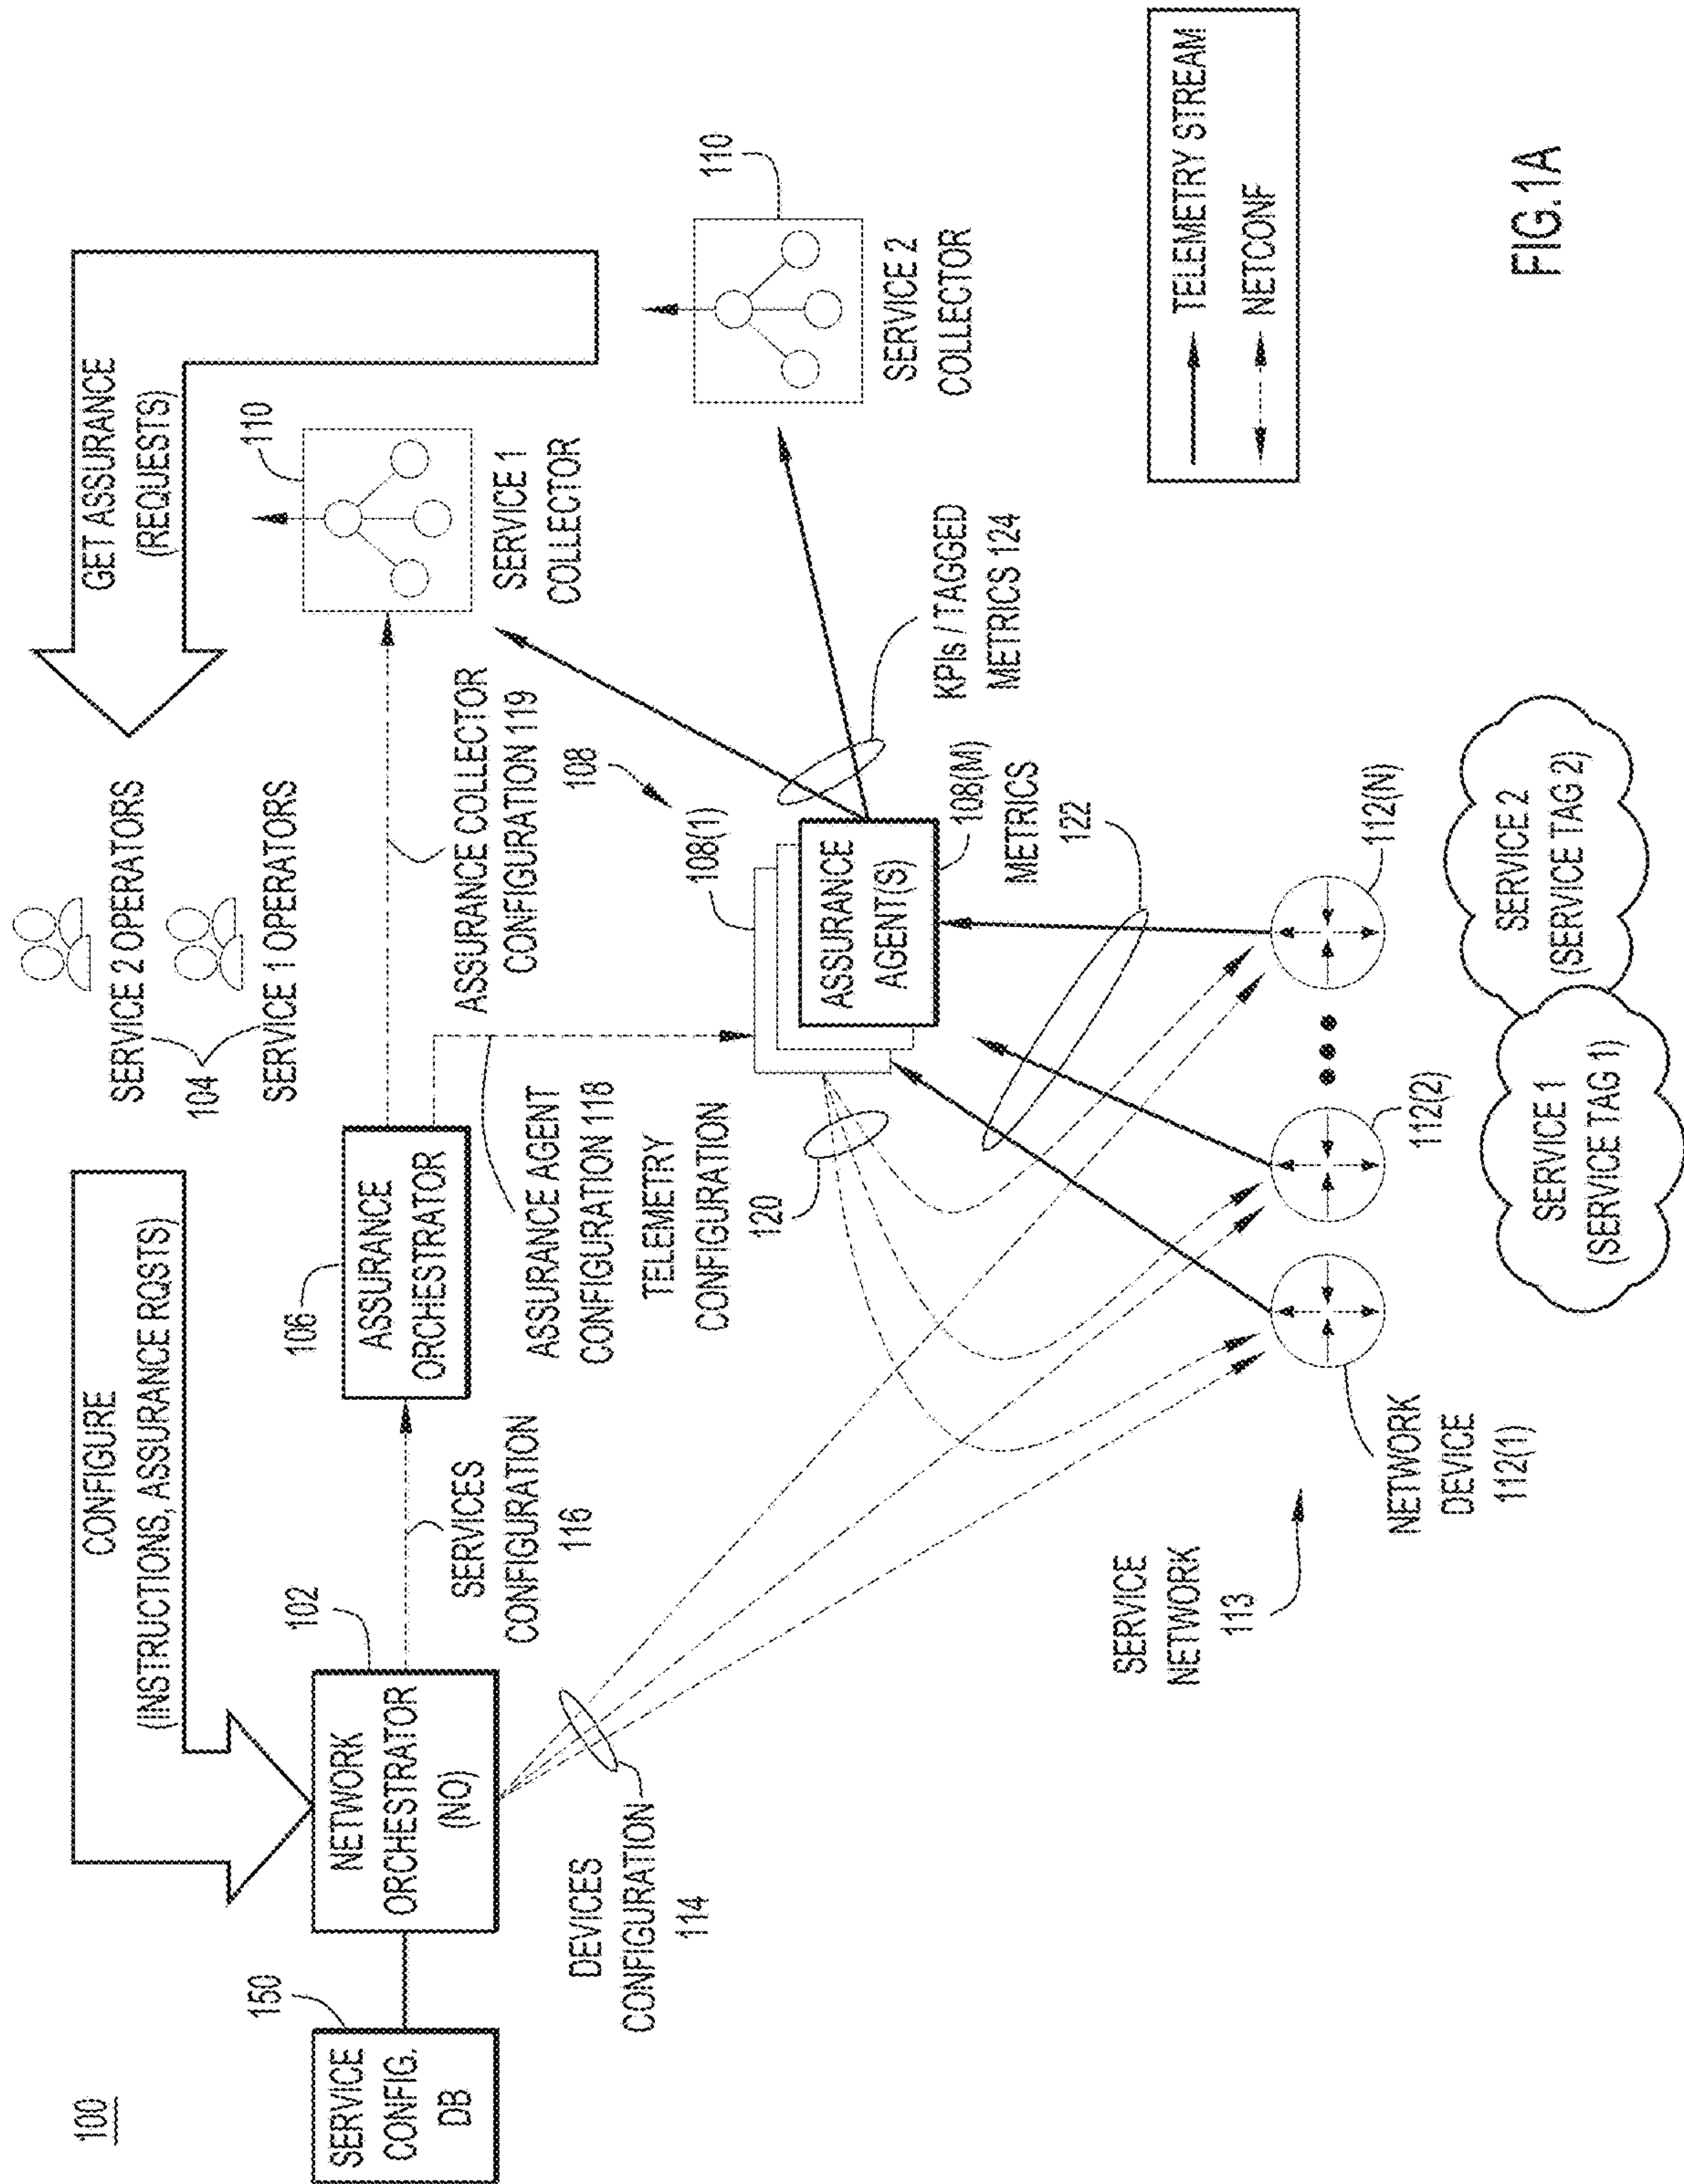 100
CONFIGURE
(INSTRUCTIONS, ASSURANCE RQSTS)
SERVICE 2 OPERATORS
104
SERVICE 1 OPERATORS
GET ASSURANCE
(REQUESTS)
150
SERVICE
CONFIG.
DB
102
NETWORK
ORCHESTRATOR
(NO)
SERVICES
CONFIGURATION
116
106
ASSURANCE
ORCHESTRATOR
ASSURANCE COLLECTOR
CONFIGURATION 119
110
SERVICE 1
COLLECTOR
110
SERVICE 2
COLLECTOR
ASSURANCE AGENT
CONFIGURATION 118
DEVICES
CONFIGURATION
114
TELEMETRY
CONFIGURATION
120
108
108(1)
ASSURANCE
AGENT(S)
108(M)
KPIs / TAGGED
METRICS 124
METRICS
122
SERVICE
NETWORK
113
NETWORK
DEVICE
112(1)
112(2)
112(N)
SERVICE 1
(SERVICE TAG 1)
SERVICE 2
(SERVICE TAG 2)
TELEMETRY STREAM
NETCONF
FIG.1A